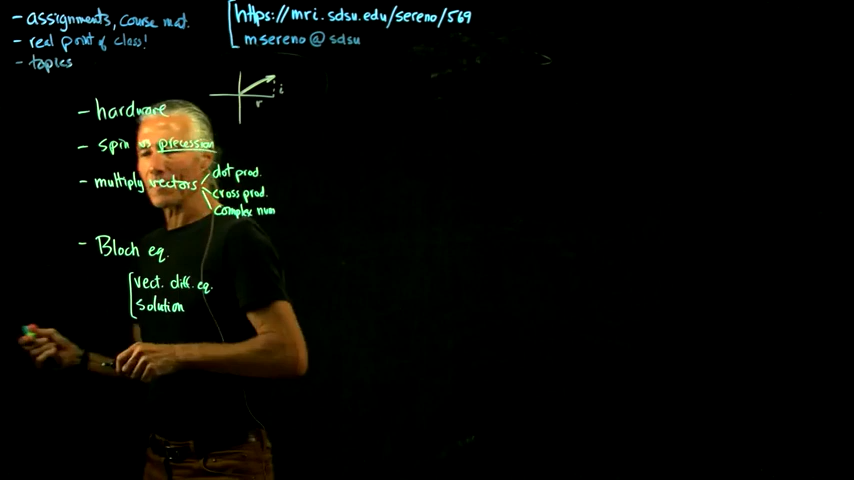 - assignments, course mat.
- real point of class!
- topics
https://mri.sdsu.edu/sereno/569
msereno@sdsu
i
r
- hardware
- spin vs precession
- multiply vectors
dot prod.
cross prod.
complex num
- Bloch eq.
vect. diff. eq.
solution